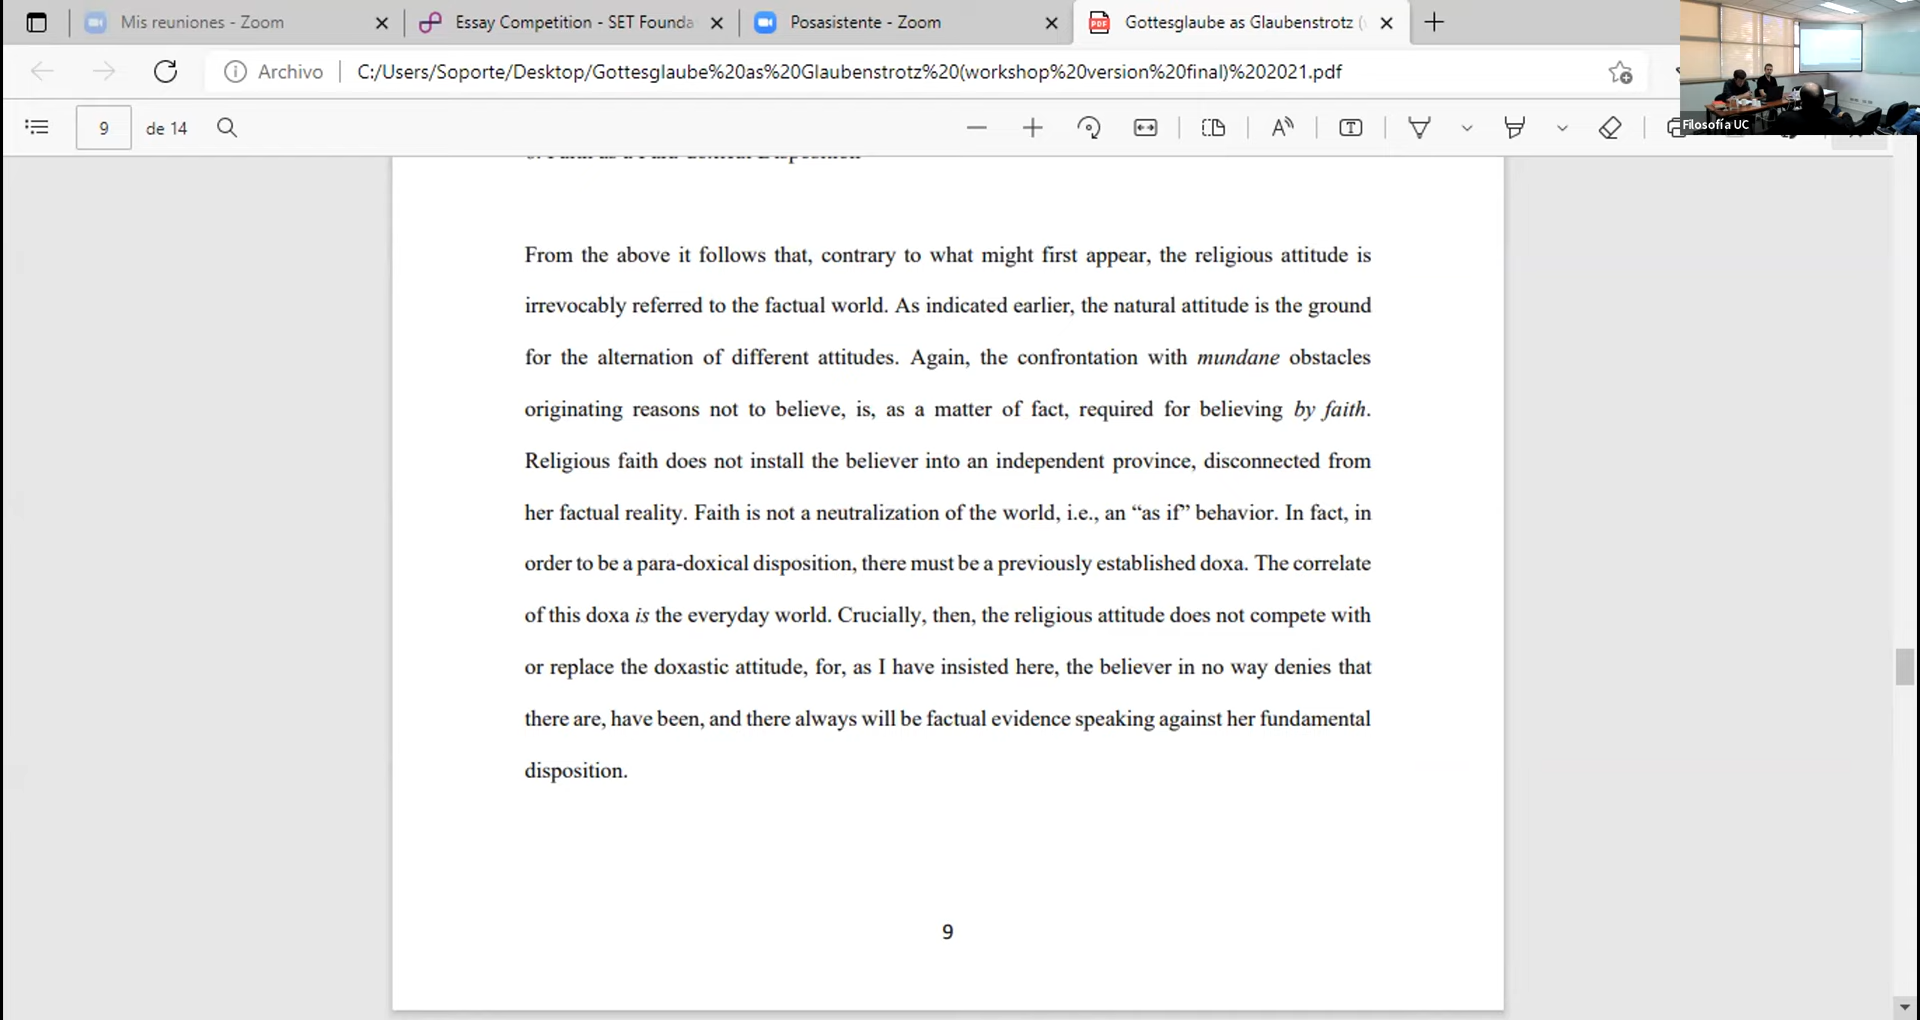 Mis reuniones - Zoom
Essay Competition - SET Founda
Posasistente - Zoom
Gottesglaube as Glaubenstrotz (
Archivo
C:/Users/Soporte/Desktop/Gottesglaube%20as%20Glaubenstrotz%20(workshop%20version%20final)%202021.pdf
9 de 14
Filosofía UC
From the above it follows that, contrary to what might first appear, the religious attitude is
irrevocably referred to the factual world. As indicated earlier, the natural attitude is the ground
for the alternation of different attitudes. Again, the confrontation with mundane obstacles
originating reasons not to believe, is, as a matter of fact, required for believing by faith.
Religious faith does not install the believer into an independent province, disconnected from
her factual reality. Faith is not a neutralization of the world, i.e., an “as if” behavior. In fact, in
order to be a para-doxical disposition, there must be a previously established doxa. The correlate
of this doxa is the everyday world. Crucially, then, the religious attitude does not compete with
or replace the doxastic attitude, for, as I have insisted here, the believer in no way denies that
there are, have been, and there always will be factual evidence speaking against her fundamental
disposition.
9